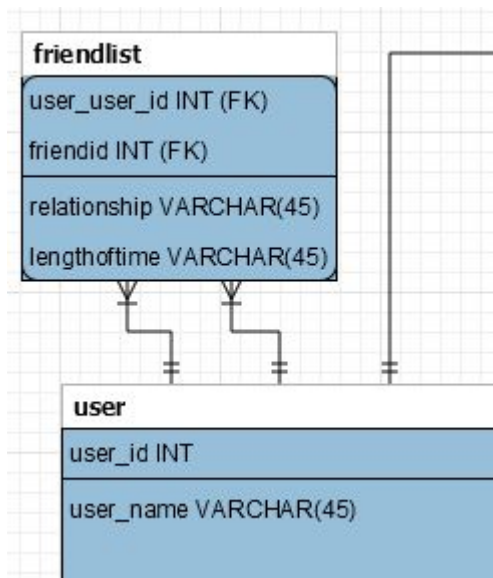 friendlist
user_user_id INT (FK)
friendid INT (FK)
relationship VARCHAR(45)
lengthoftime VARCHAR(45)
user
user_id INT
user_name VARCHAR(45)